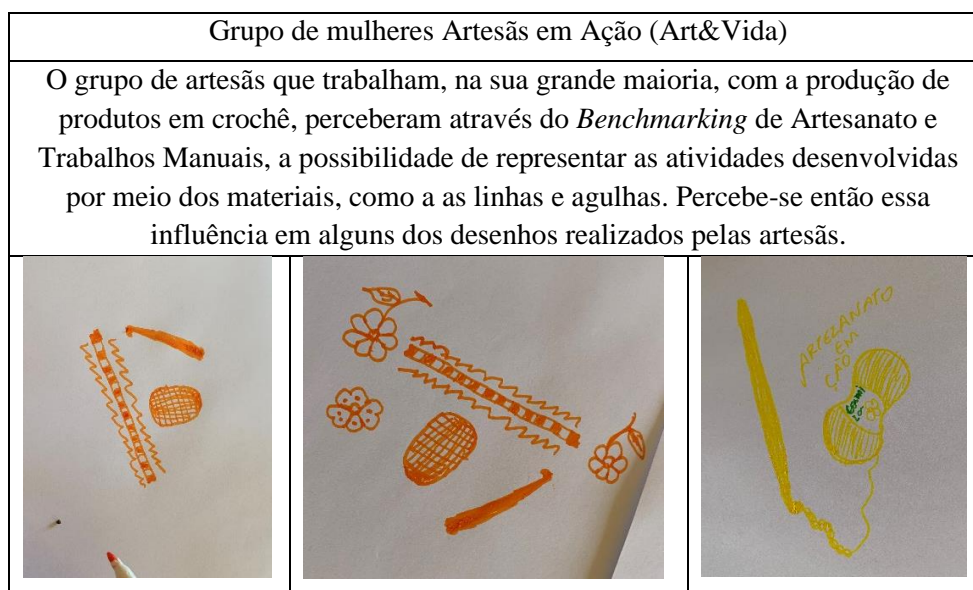 Grupo de mulheres Artesãs em Ação (Art&Vida)
O grupo de artesãs que trabalham, na sua grande maioria, com a produção de
produtos em crochê, perceberam através do Benchmarking de Artesanato e
Trabalhos Manuais, a possibilidade de representar as atividades desenvolvidas
por meio dos materiais, como a as linhas e agulhas. Percebe-se então essa
influência em alguns dos desenhos realizados pelas artesãs.
ARTEZANATO
EM
ÇÃO